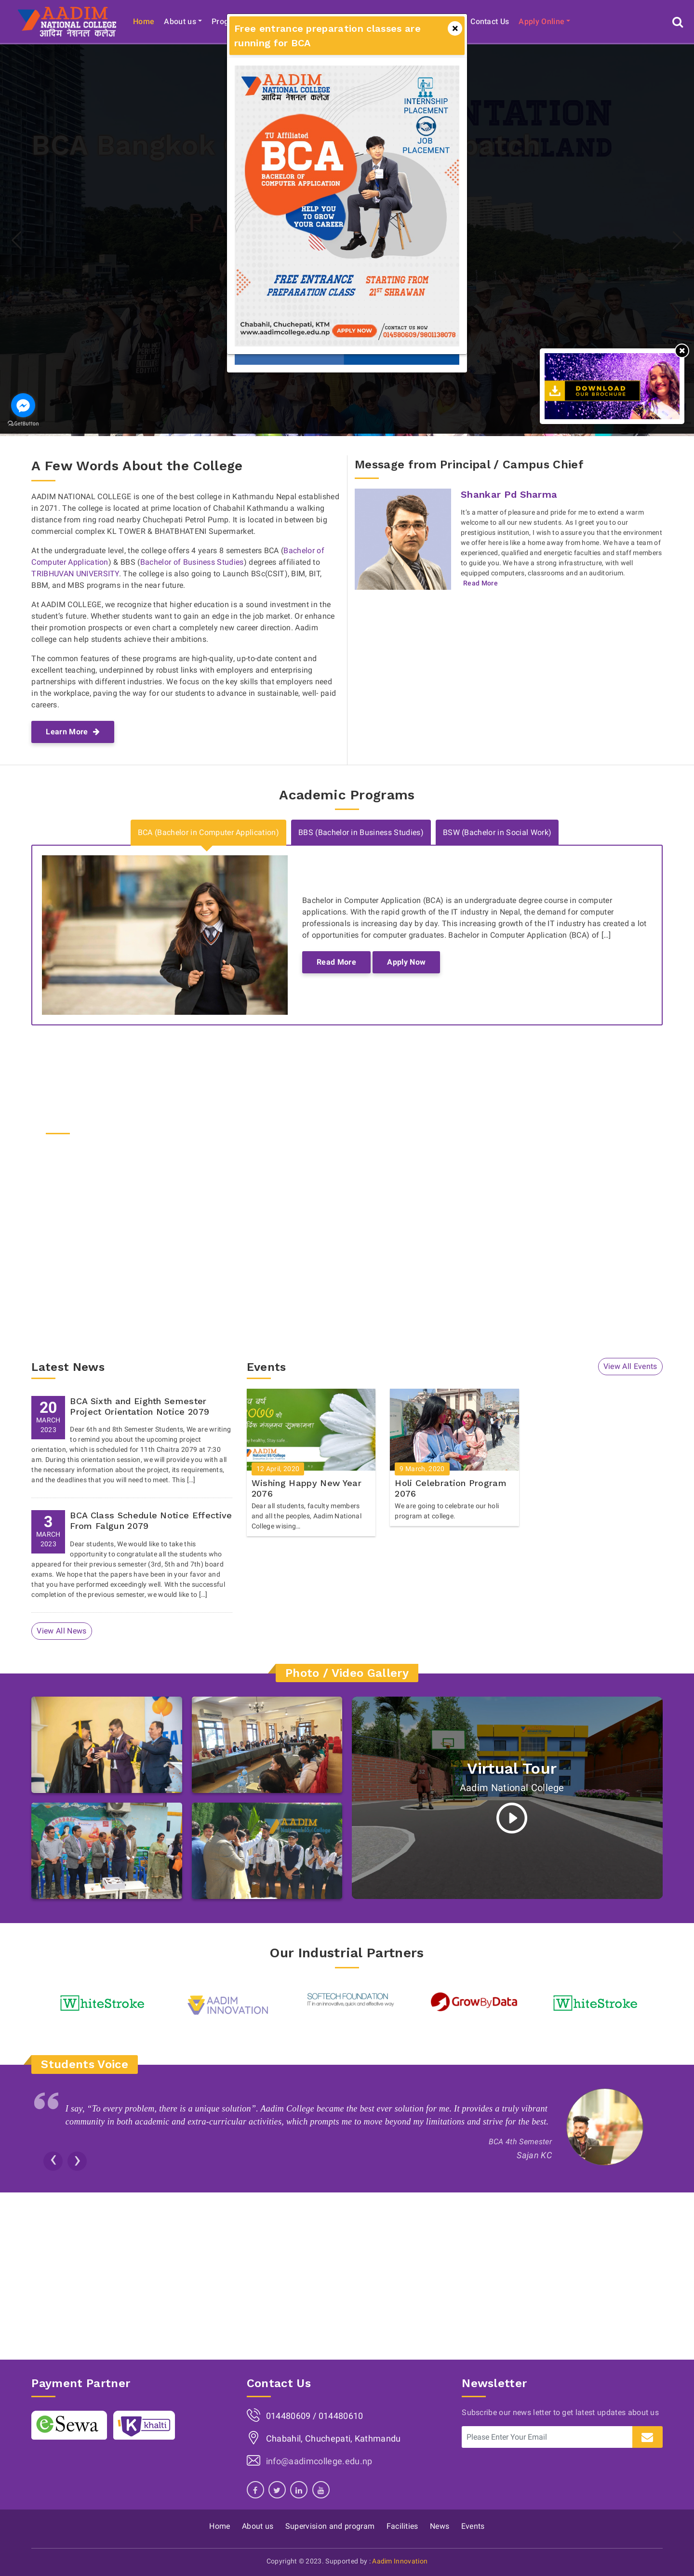 AADIM
NATIONAL COLLEGE
आदिम नेशनल कलेज
Home
About us
Contact Us
Apply Online
Free entrance preparation classes are
running for BCA
AADIM
NATIONAL COLLEGE
आदिम नेशनल कलेज
INTERNSHIP
PLACEMENT
JOB
PLACEMENT
TU Affiliated
BCA
BACHELOR OF
COMPUTER APPLICATION
HELP YOU
TO GROW
YOUR CAREER
FREE ENTRANCE
PREPARATION CLASS
STARTING FROM
21ST SHRAWAN
Chabahil, Chuchepati, KTM
www.aadimcollege.edu.np
APPLY NOW
CONTACT US NOW
014580609/9801138079
BCA Bangkok
DOWNLOAD
OUR BROCHURE
GetButton
A Few Words About the College
AADIM NATIONAL COLLEGE is one of the best college in Kathmandu Nepal established
in 2071. The college is located at prime location of Chabahil Kathmandu a walking
distance from ring road nearby Chuchepati Petrol Pump. It is located in between big
commercial complex KL TOWER & BHATBHATENI Supermarket.
At the undergraduate level, the college offers 4 years 8 semesters BCA (Bachelor of
Computer Application) & BBS (Bachelor of Business Studies) degrees affiliated to
TRIBHUVAN UNIVERSITY. The college is also going to Launch BSc(CSIT), BIM, BIT,
BBM, and MBS programs in the near future.
At AADIM COLLEGE, we recognize that higher education is a sound investment in the
student's future. Whether students want to gain an edge in the job market. Or enhance
their promotion prospects or even chart a completely new career direction. Aadim
college can help students achieve their ambitions.
The common features of these programs are high-quality, up-to-date content and
excellent teaching, underpinned by robust links with employers and enterprising
partnerships with different industries. We focus on the key skills that employers need
in the workplace, paving the way for our students to advance in sustainable, well- paid
careers.
Learn More
Message from Principal / Campus Chief
Shankar Pd Sharma
It's a matter of pleasure and pride for me to extend a warm
welcome to all our new students. As I greet you to our
prestigious institution, I wish to assure you that the environment
we offer here is like a home away from home. We have a team of
experienced, qualified and energetic faculties and staff members
to guide you. We have a strong infrastructure, with well
equipped computers, classrooms and an auditorium.
Read More
Academic Programs
BCA (Bachelor in Computer Application)
BBS (Bachelor in Business Studies)
BSW (Bachelor in Social Work)
Bachelor in Computer Application (BCA) is an undergraduate degree course in computer
applications. With the rapid growth of the IT industry in Nepal, the demand for computer
professionals is increasing day by day. This increasing growth of the IT industry has created a lot
of opportunities for computer graduates. Bachelor in Computer Application (BCA) of [...]
Read More
Apply Now
Latest News
20
MARCH
2023
BCA Sixth and Eighth Semester
Project Orientation Notice 2079
Dear 6th and 8th Semester Students, We are writing
to remind you about the upcoming project
orientation, which is scheduled for 11th Chaitra 2079 at 7:30
am. During this orientation session, we will provide you with all
the necessary information about the project, its requirements,
and the deadlines that you will need to meet. This [...]
3
MARCH
2023
BCA Class Schedule Notice Effective
From Falgun 2079
Dear students, We would like to take this
opportunity to congratulate all the students who
appeared for their previous semester (3rd, 5th and 7th) board
exams. We hope that the papers have been in your favor and
that you have performed exceedingly well. With the successful
completion of the previous semester, we would like to [...]
View All News
Events
View All Events
12 April, 2020
Wishing Happy New Year
2076
Dear all students, faculty members
and all the peoples, Aadim National
College wising...
9 March, 2020
Holi Celebration Program
2076
We are going to celebrate our holi
program at college.
Photo / Video Gallery
AADIM
Virtual Tour
Aadim National College
Our Industrial Partners
WhiteStroke
AADIM
INNOVATION
SOFTECH FOUNDATION
IT in an innovative, quick and effective way.
GrowByData
WhiteStroke
Students Voice
I say, “To every problem, there is a unique solution”. Aadim College became the best ever solution for me. It provides a truly vibrant
community in both academic and extra-curricular activities, which prompts me to move beyond my limitations and strive for the best.
BCA 4th Semester
Sajan KC
Payment Partner
eSewa
khalti
Contact Us
014480609 / 014480610
Chabahil, Chuchepati, Kathmandu
info@aadimcollege.edu.np
Newsletter
Subscribe our news letter to get latest updates about us
Please Enter Your Email
Home
About us
Supervision and program
Facilities
News
Events
Copyright © 2023. Supported by : Aadim Innovation